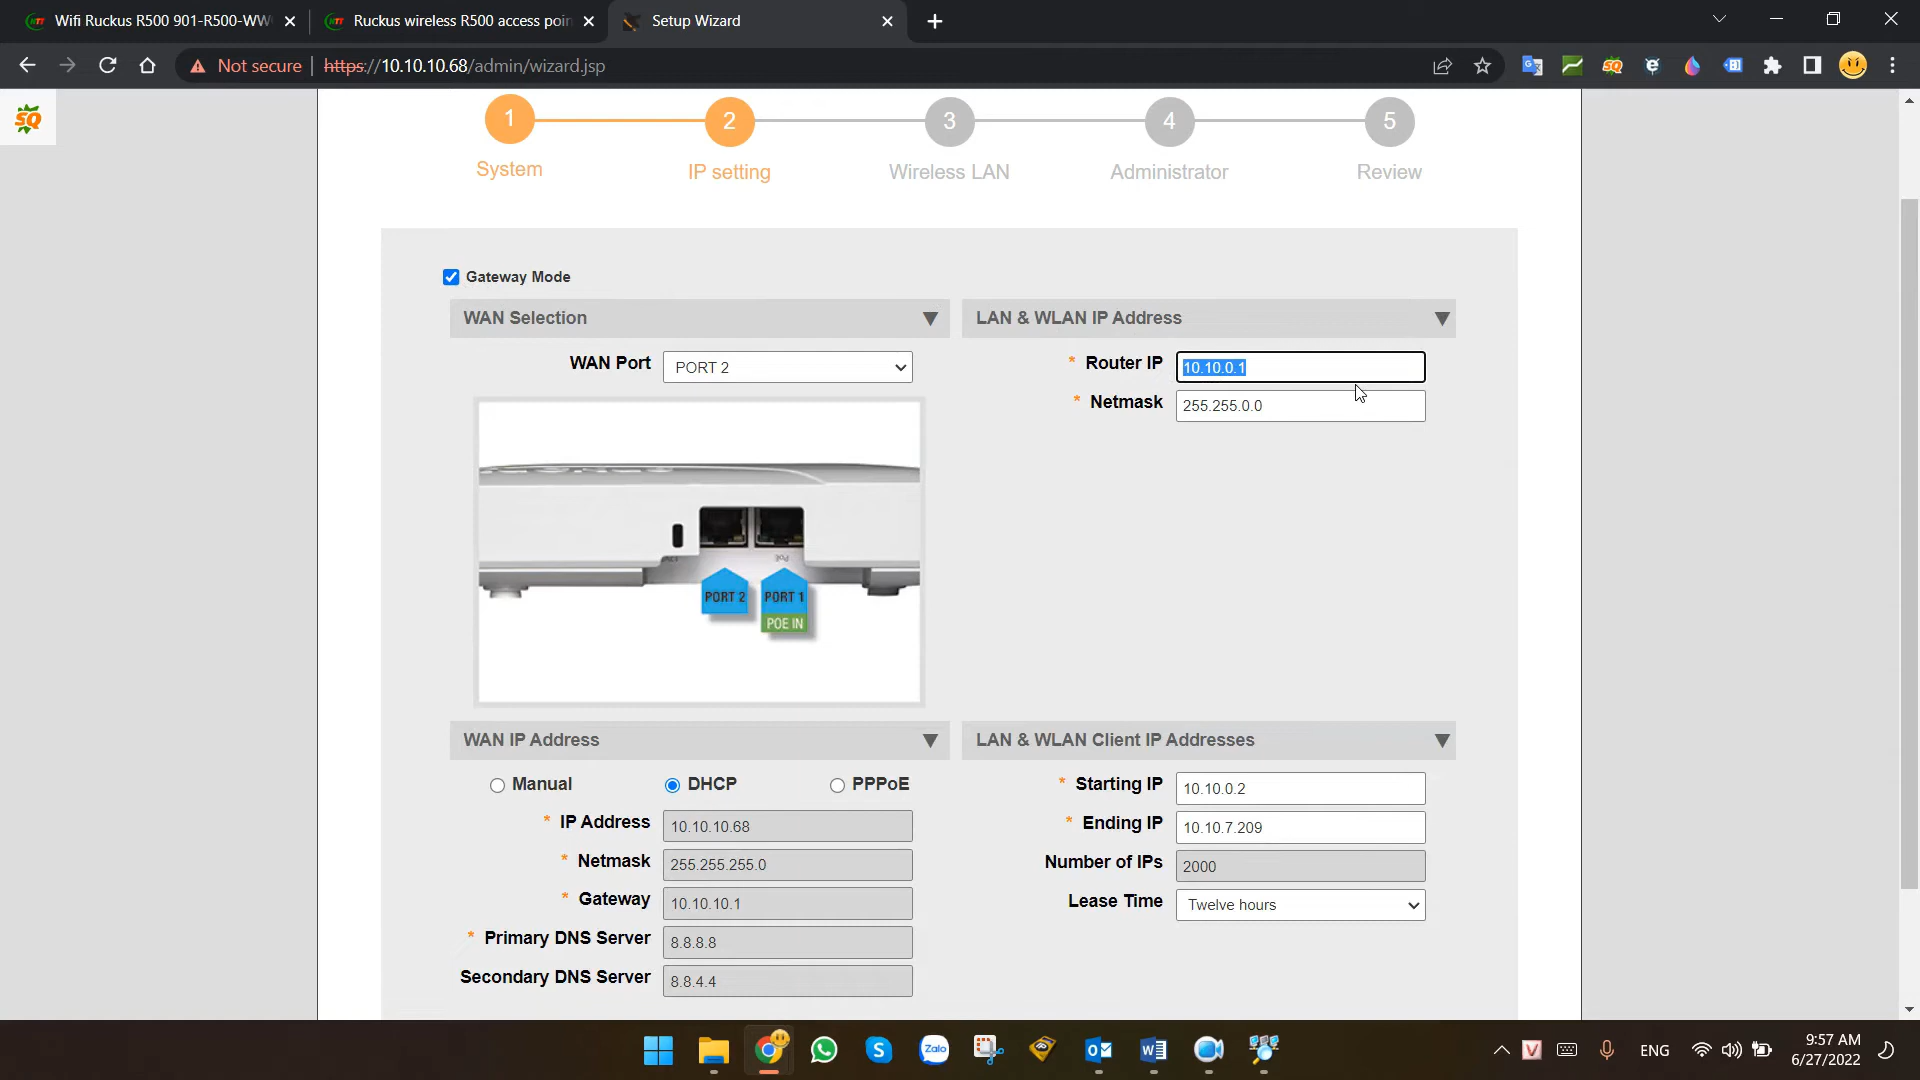 Wifi Ruckus R500 901-R500-WW
Ruckus wireless R500 access poin
Setup Wizard
Not secure
https://10.10.10.68/admin/wizard.jsp
SQ
1
2
3
4
5
System
IP setting
Wireless LAN
Administrator
Review
Gateway Mode
WAN Selection
LAN & WLAN IP Address
WAN Port
PORT 2
* Router IP
10.10.0.1
* Netmask
255.255.0.0
PoE
PORT 2
PORT 1
POE IN
WAN IP Address
LAN & WLAN Client IP Addresses
Manual
DHCP
PPPoE
* Starting IP
10.10.0.2
* IP Address
10.10.10.68
* Ending IP
10.10.7.209
* Netmask
255.255.255.0
Number of IPs
2000
* Gateway
10.10.10.1
Lease Time
Twelve hours
* Primary DNS Server
8.8.8.8
Secondary DNS Server
8.8.4.4
Zalo
V
ENG
9:57 AM
6/27/2022